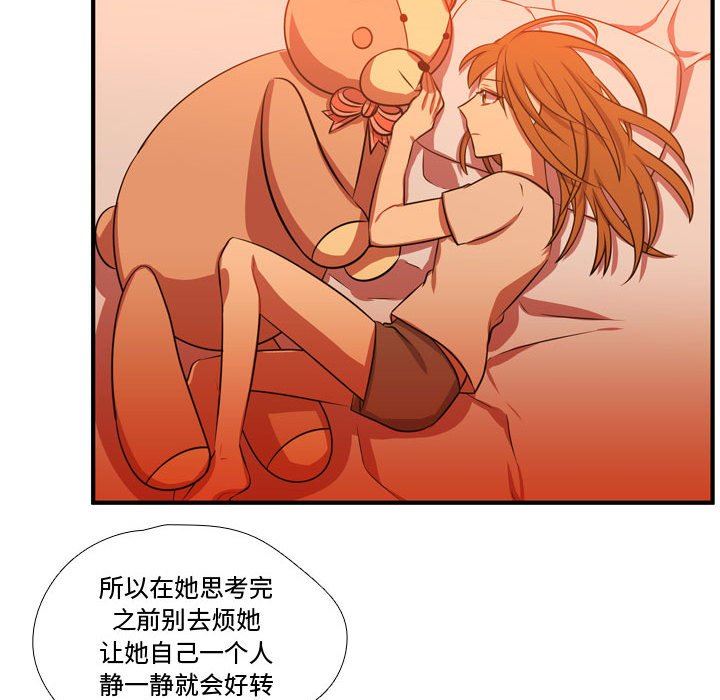 所以在她思考完
之前别去烦她
让她自己一个人
静一静就会好转